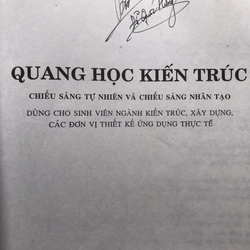 QUANG HỌC KIẾN TRÚC
CHIẾU SÁNG TỰ NHIÊN VÀ CHIẾU SÁNG NHÂN TẠO
DÙNG CHO SINH VIÊN NGÀNH KIẾN TRÚC, XÂY DỰNG,
CÁC ĐƠN VỊ THIẾT KẾ ỨNG DỤNG THỰC TẾ